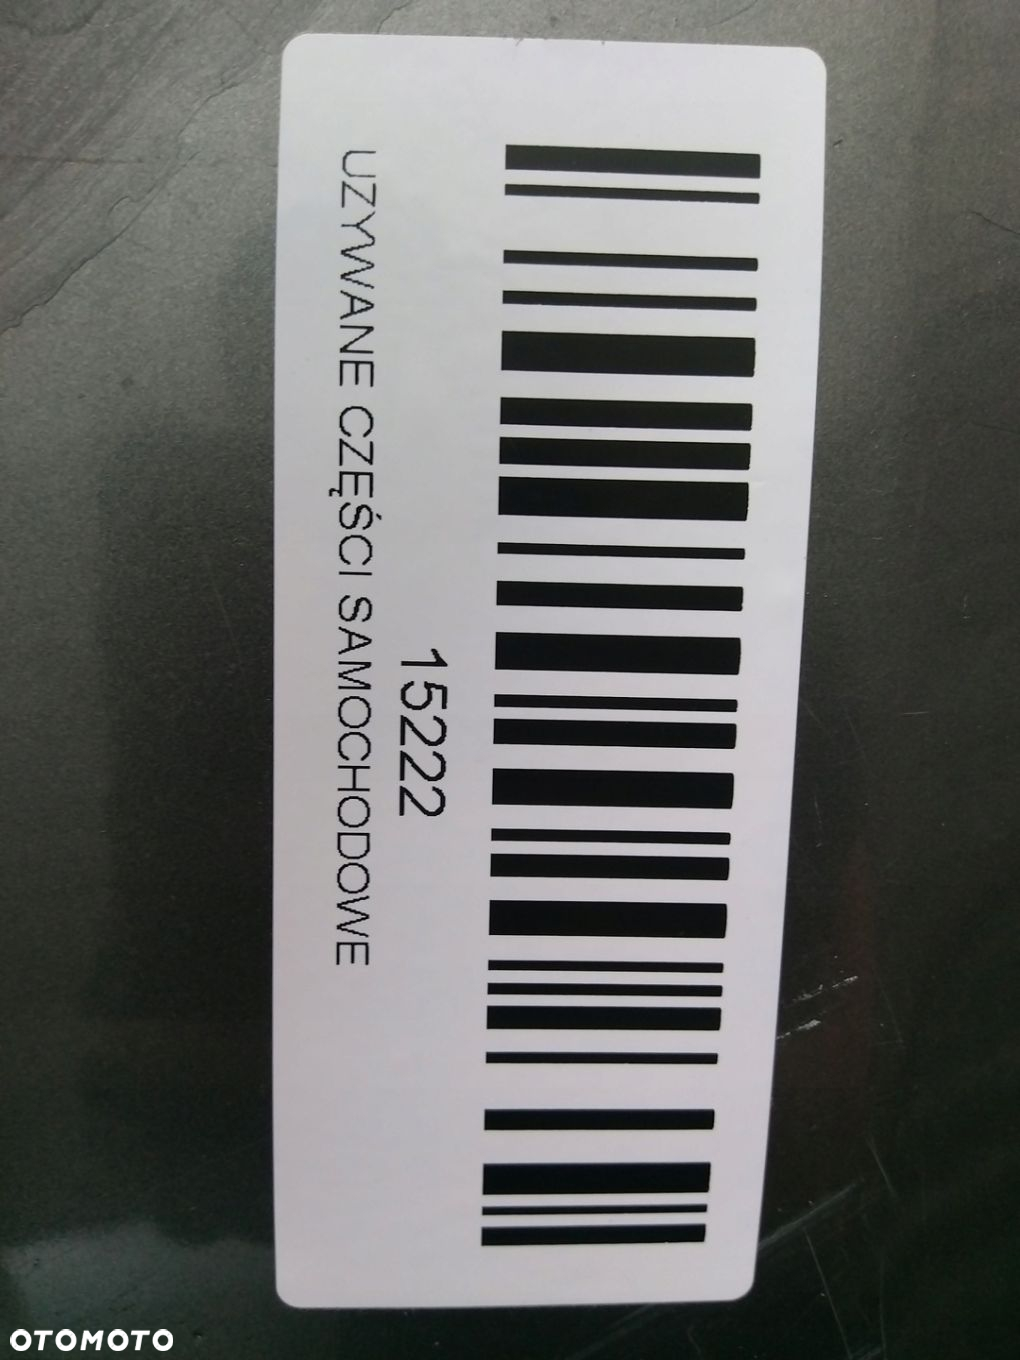 15222
UZYWANE CZĘŚCI SAMOCHODOWE
OTOMOTO